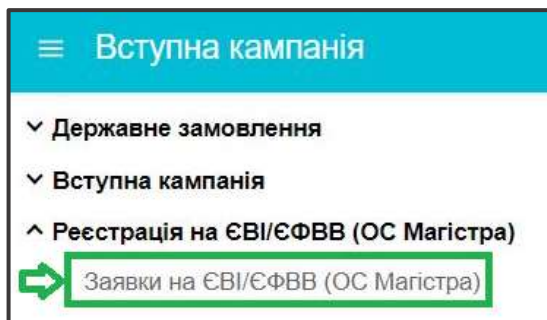 Вступна кампанія
Державне замовлення
Вступна кампанія
Реєстрація на ЄВІ/ЄФВВ (ОС Магістра)
Заявки на ЄВІ/ЄФВВ (ОС Магістра)